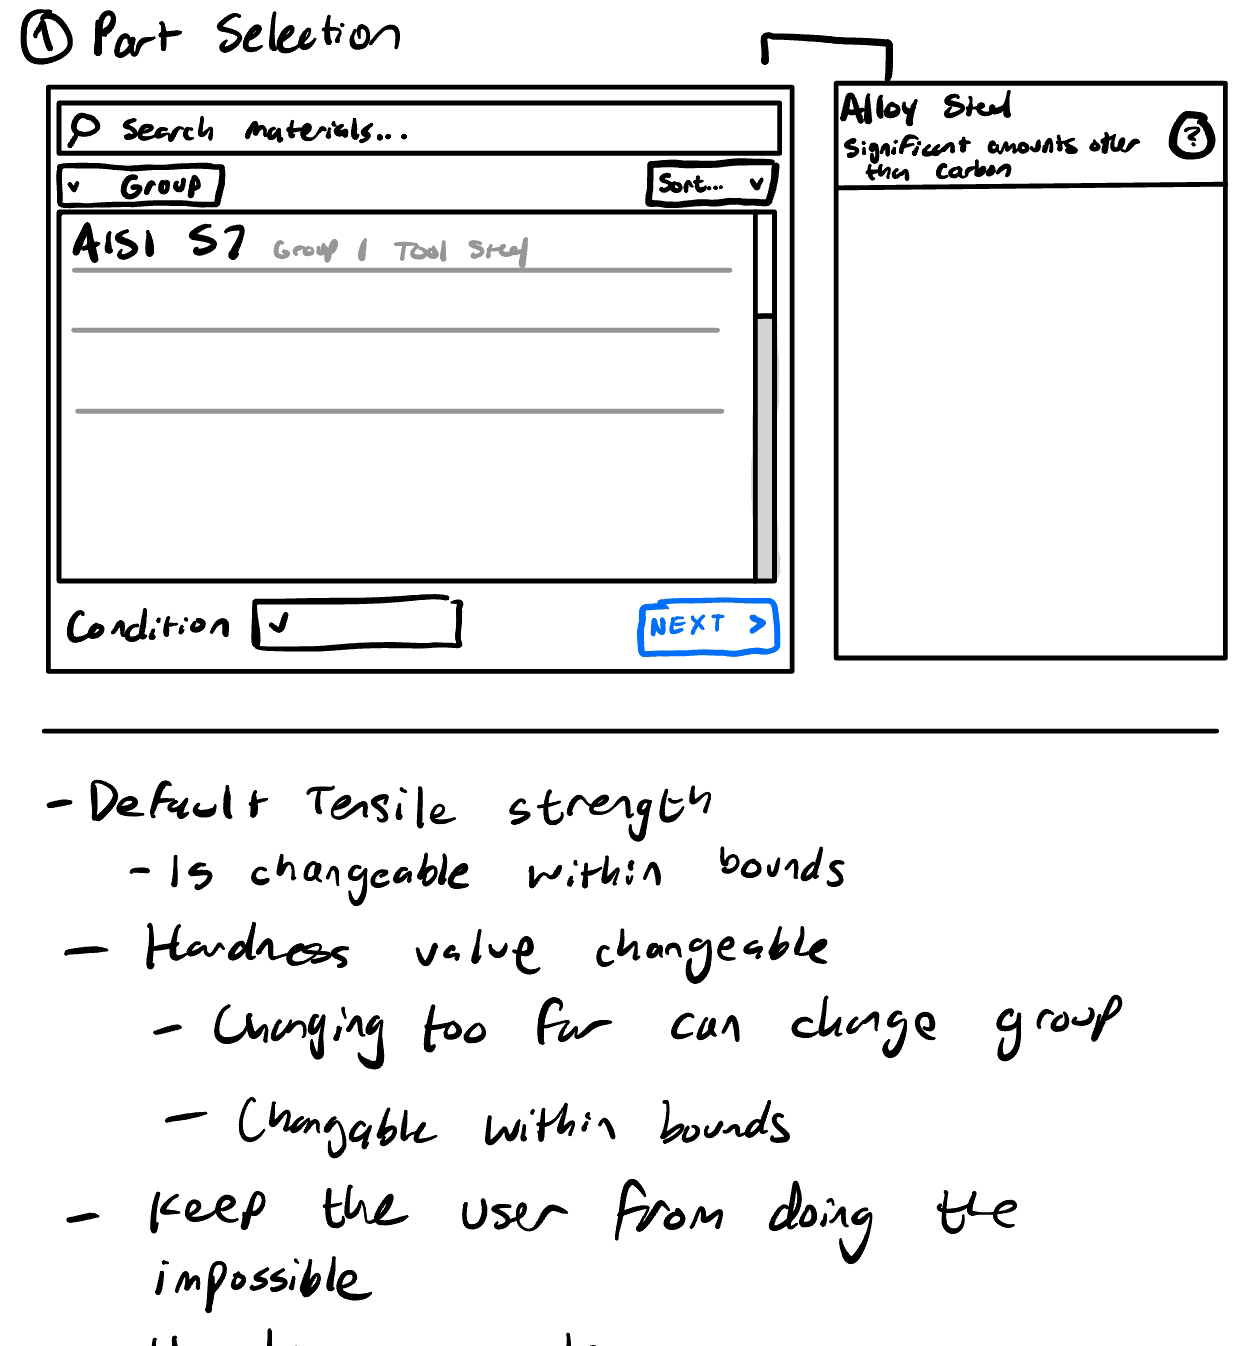 1 Part Selection
Search materials...
Group
Sort...
AISI S7 Group 1 Tool Steel
Condition
NEXT >
Alloy Steel
Significant amounts other
than Carbon
?
- Default Tensile strength
- Is changeable within bounds
- Hardness value changeable
- Changing too far can change group
- Changable within bounds
- Keep the user from doing the
impossible